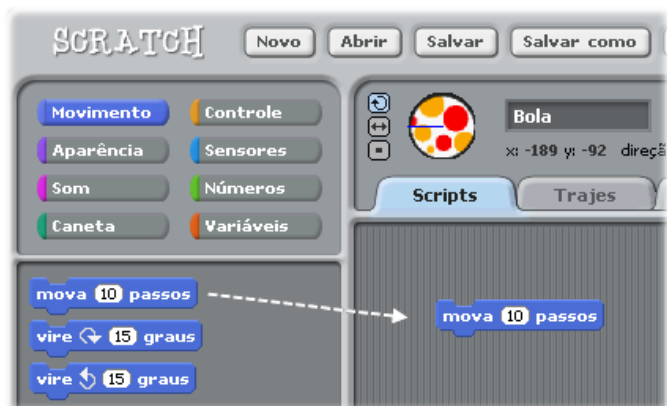 SCRATCH Novo Abrir Salvar Salvar como
Movimento Controle
Aparência Sensores
Som Números
Caneta Variáveis
Bola
x: -189 y: -92
Scripts Trajes
mova 10 passos
vire 15 graus
vire 15 graus
mova 10 passos